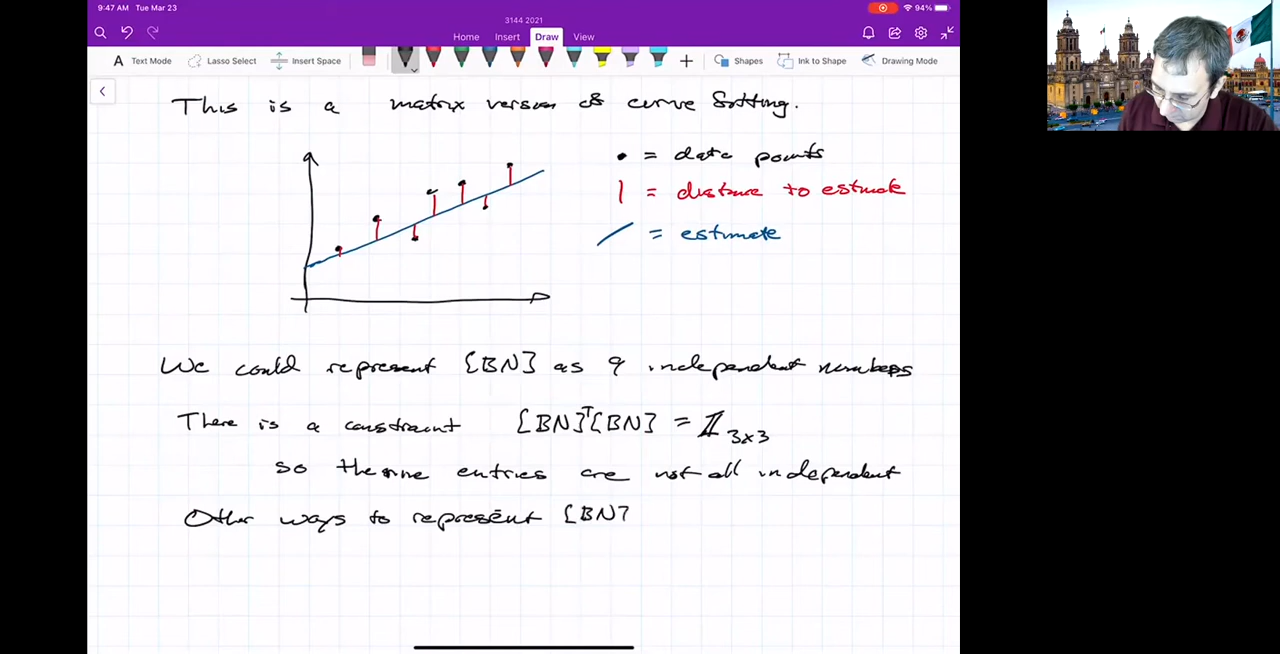 9:47 AM Tue Mar 23
94%
3144 2021
Home Insert Draw View
Text Mode Lasso Select Insert Space Shapes Ink to Shape Drawing Mode
This is a matrix version of curve fitting.
• = data points
| = distance to estimate
/ = estimate
We could represent [BN] as 9 independent numbers
There is a constraint [BN]ᵀ[BN] = 𝟙 3x3
so the nine entries are not all independent
Other ways to represent [BN]